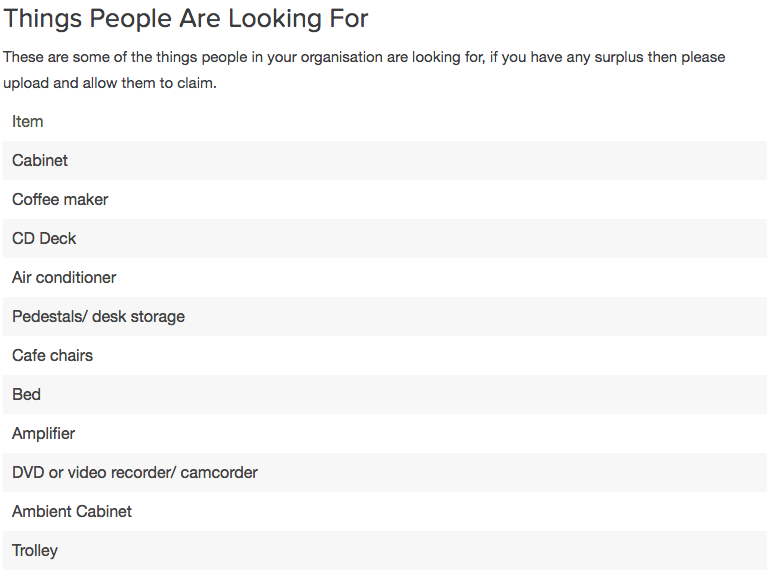 Things People Are Looking For
These are some of the things people in your organisation are looking for, if you have any surplus then please
upload and allow them to claim.
Item
Cabinet
Coffee maker
CD Deck
Air conditioner
Pedestals/ desk storage
Cafe chairs
Bed
Amplifier
DVD or video recorder/ camcorder
Ambient Cabinet
Trolley